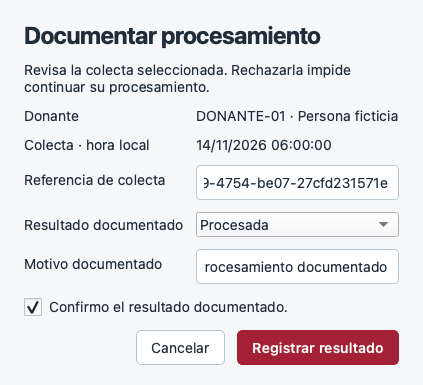 Documentar procesamiento
Revisa la colecta seleccionada. Rechazarla impide
continuar su procesamiento.
Donante DONANTE-01 · Persona ficticia
Colecta · hora local 14/11/2026 06:00:00
Referencia de colecta 9-4754-be07-27cfd231571e
Resultado documentado Procesada
Motivo documentado rocesamiento documentado
Confirmo el resultado documentado.
Cancelar Registrar resultado